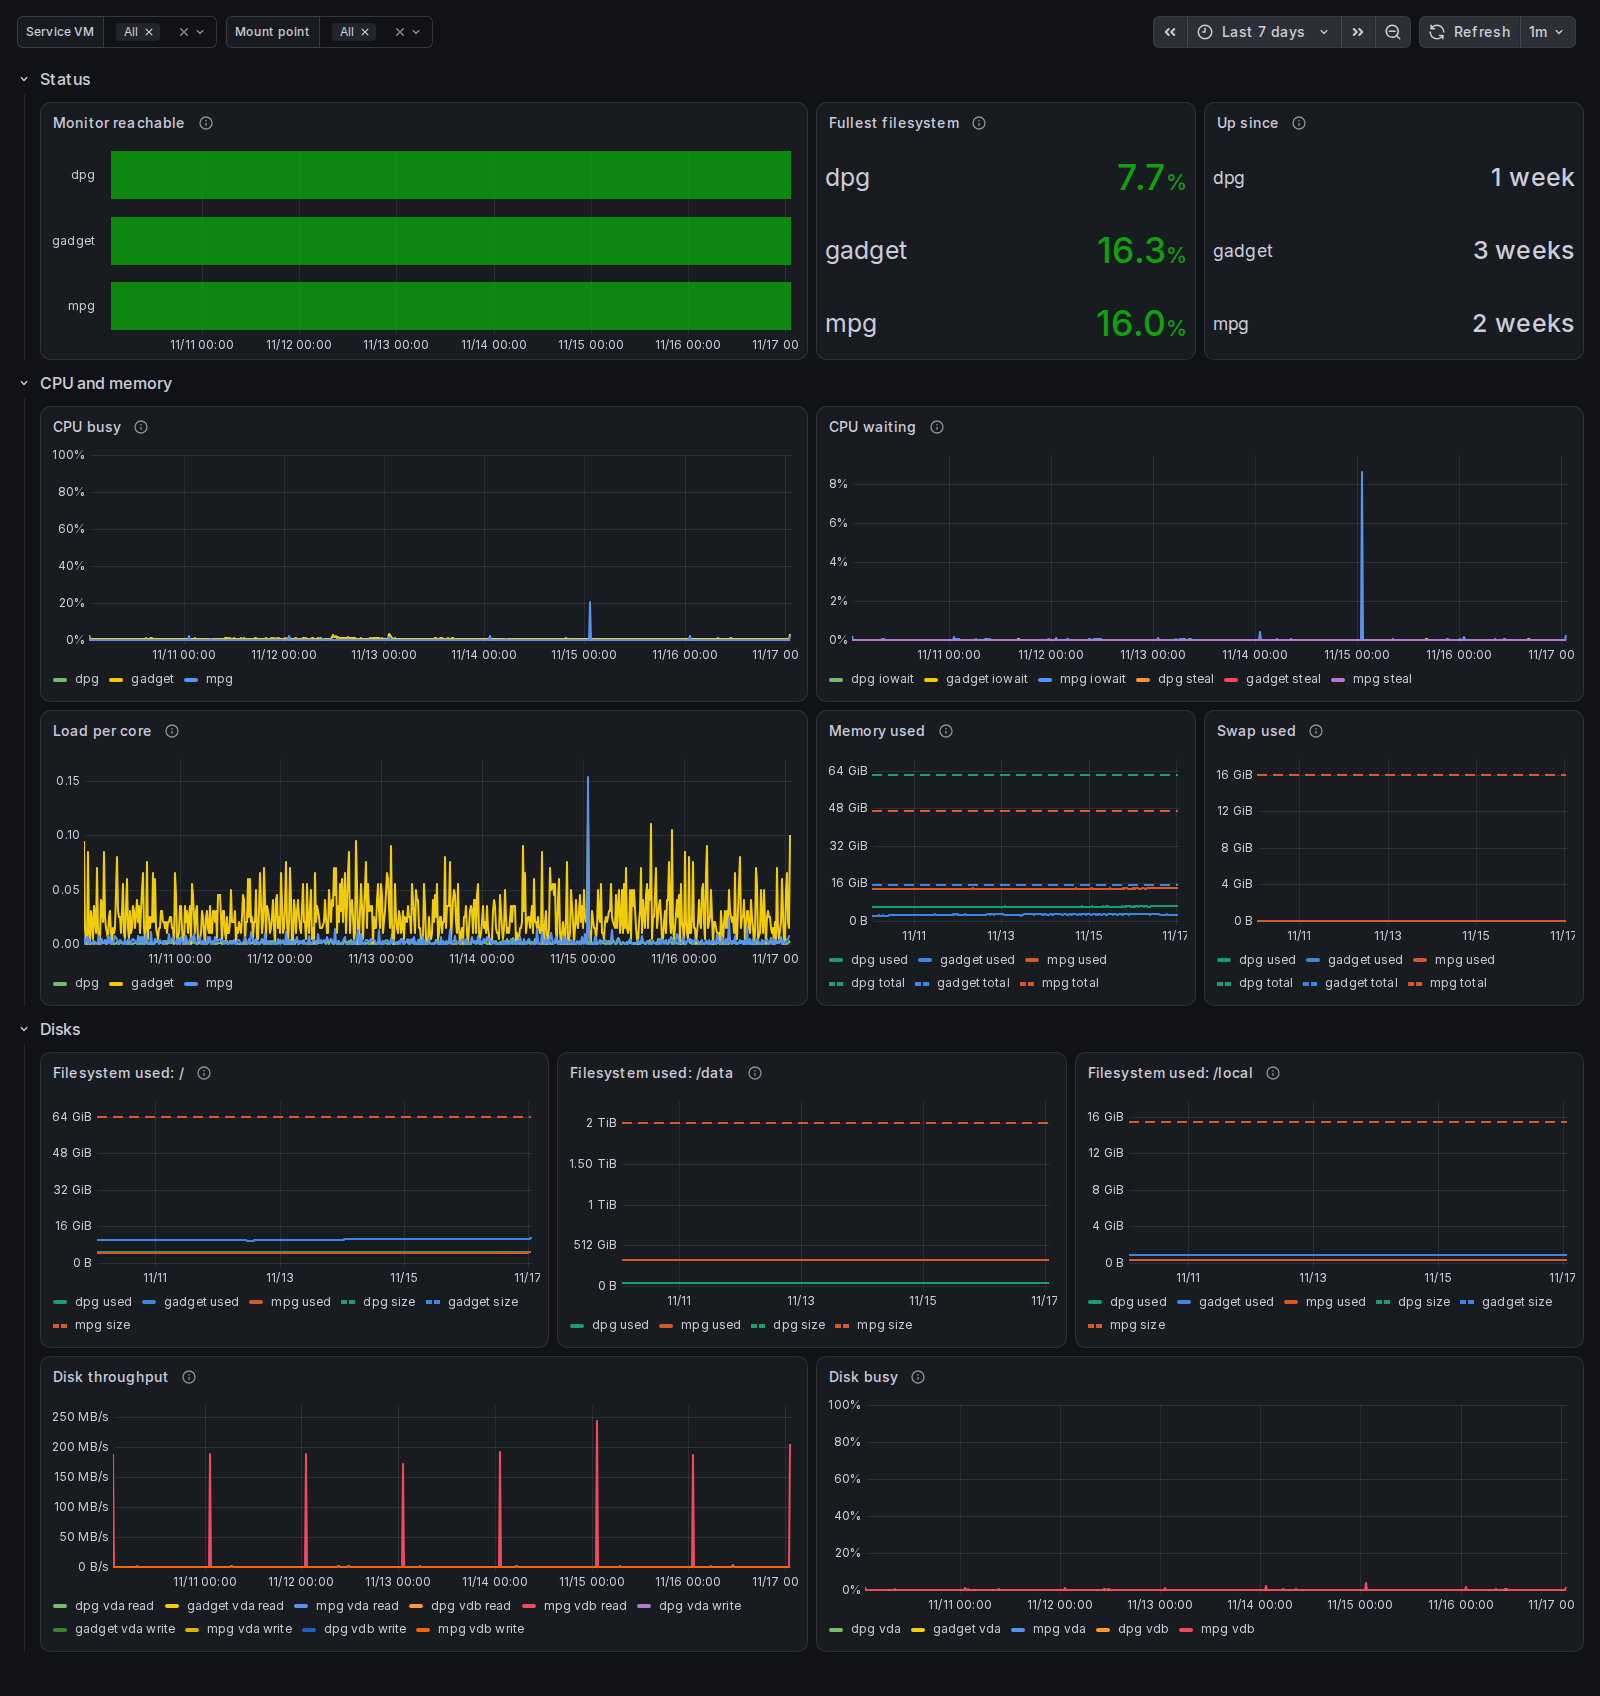 Service VM All Mount point All Last 7 days Refresh 1m
Status
Monitor reachable
dpg
gadget
mpg
11/11 00:00 11/12 00:00 11/13 00:00 11/14 00:00 11/15 00:00 11/16 00:00 11/17 00
Fullest filesystem
dpg 7.7%
gadget 16.3%
mpg 16.0%
Up since
dpg 1 week
gadget 3 weeks
mpg 2 weeks
CPU and memory
CPU busy
100%
80%
60%
40%
20%
0%
11/11 00:00 11/12 00:00 11/13 00:00 11/14 00:00 11/15 00:00 11/16 00:00 11/17 00
dpg gadget mpg
CPU waiting
8%
6%
4%
2%
0%
11/11 00:00 11/12 00:00 11/13 00:00 11/14 00:00 11/15 00:00 11/16 00:00 11/17 00
dpg iowait gadget iowait mpg iowait dpg steal gadget steal mpg steal
Load per core
0.15
0.10
0.05
0.00
11/11 00:00 11/12 00:00 11/13 00:00 11/14 00:00 11/15 00:00 11/16 00:00 11/17 00
dpg gadget mpg
Memory used
64 GiB
48 GiB
32 GiB
16 GiB
0 B
11/11 11/13 11/15 11/17
dpg used gadget used mpg used
dpg total gadget total mpg total
Swap used
16 GiB
12 GiB
8 GiB
4 GiB
0 B
11/11 11/13 11/15 11/17
dpg used gadget used mpg used
dpg total gadget total mpg total
Disks
Filesystem used: /
64 GiB
48 GiB
32 GiB
16 GiB
0 B
11/11 11/13 11/15 11/17
dpg used gadget used mpg used dpg size gadget size
mpg size
Filesystem used: /data
2 TiB
1.50 TiB
1 TiB
512 GiB
0 B
11/11 11/13 11/15 11/17
dpg used mpg used dpg size mpg size
Filesystem used: /local
16 GiB
12 GiB
8 GiB
4 GiB
0 B
11/11 11/13 11/15 11/17
dpg used gadget used mpg used dpg size gadget size
mpg size
Disk throughput
250 MB/s
200 MB/s
150 MB/s
100 MB/s
50 MB/s
0 B/s
11/11 00:00 11/12 00:00 11/13 00:00 11/14 00:00 11/15 00:00 11/16 00:00 11/17 00
dpg vda read gadget vda read mpg vda read dpg vdb read mpg vdb read dpg vda write
gadget vda write mpg vda write dpg vdb write mpg vdb write
Disk busy
100%
80%
60%
40%
20%
0%
11/11 00:00 11/12 00:00 11/13 00:00 11/14 00:00 11/15 00:00 11/16 00:00 11/17 00
dpg vda gadget vda mpg vda dpg vdb mpg vdb